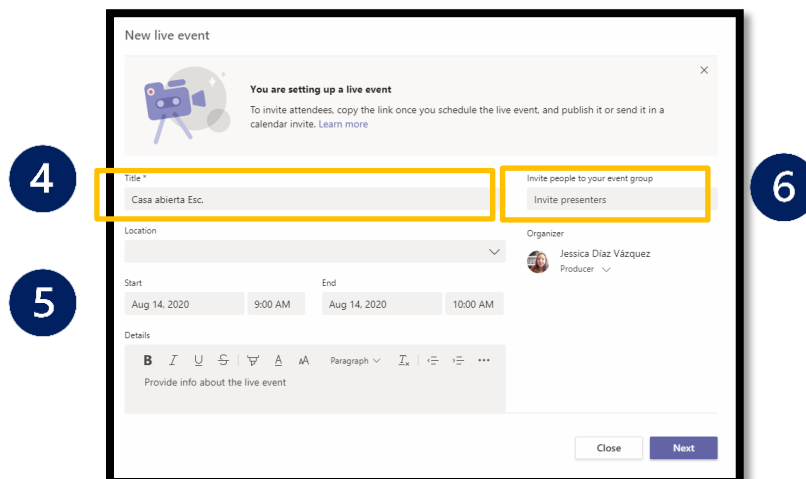 New live event
You are setting up a live event
To invite attendees, copy the link once you schedule the live event, and publish it or send it in a
calendar invite. Learn more
4
Title *
Casa abierta Esc.
Invite people to your event group
Invite presenters
6
Location
Organizer
Jessica Díaz Vázquez
Producer
5
Start
End
Aug 14, 2020 9:00 AM Aug 14, 2020 10:00 AM
Details
B I U S A AA Paragraph Tx ...
Provide info about the live event
Close Next